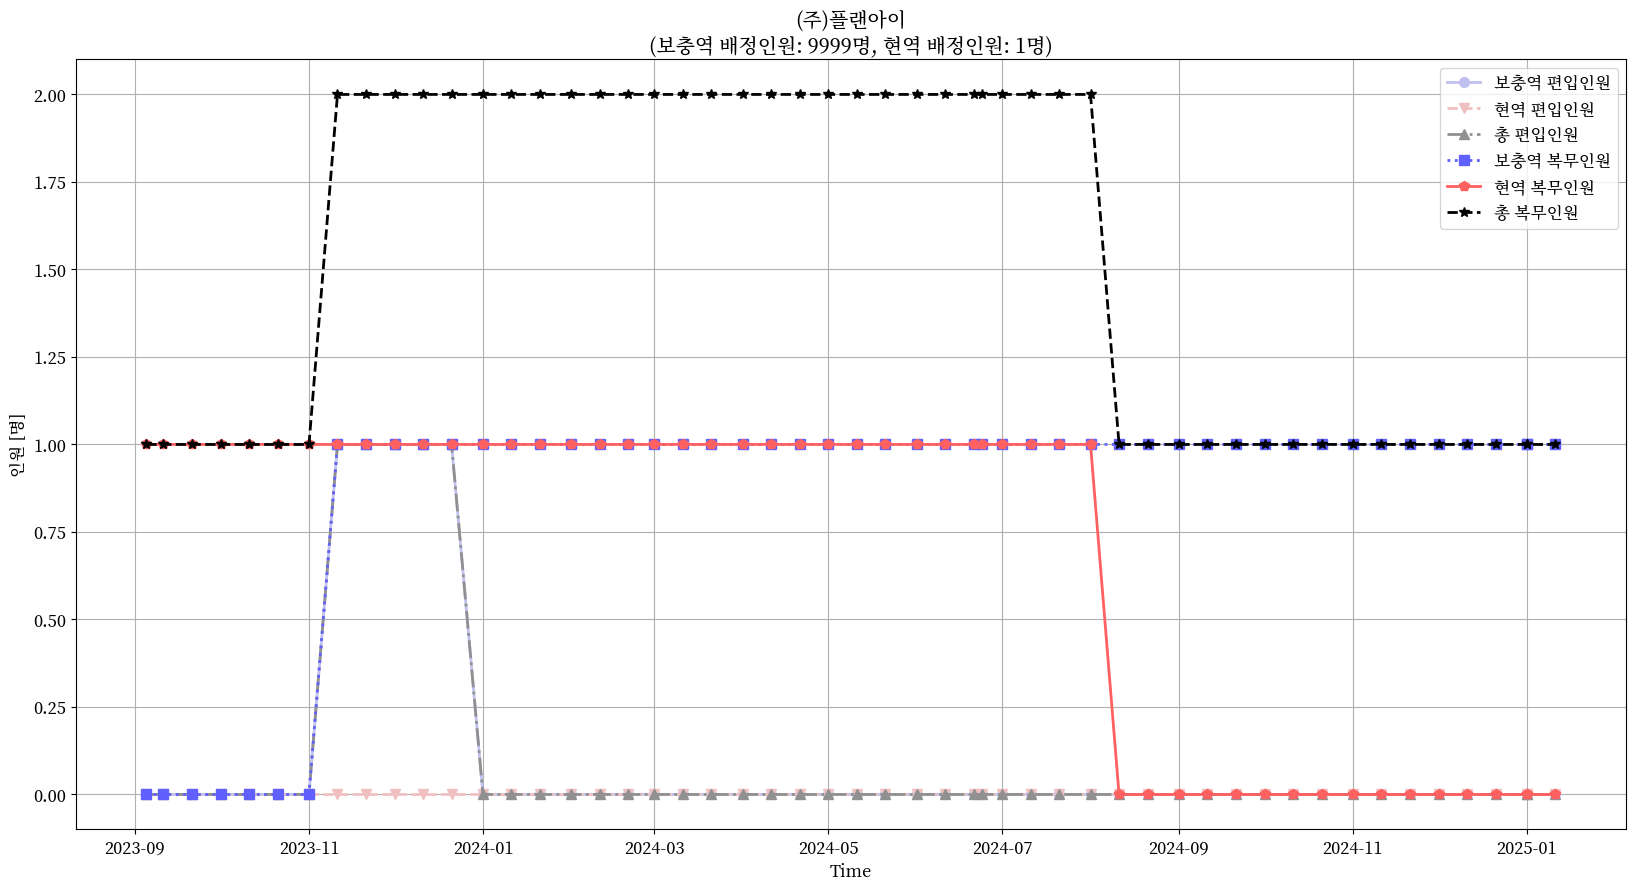 (주)플랜아이
(보충역 배정인원: 9999명, 현역 배정인원: 1명)
보충역 편입인원
현역 편입인원
총 편입인원
보충역 복무인원
현역 복무인원
총 복무인원
인원 [명]
2.00
1.75
1.50
1.25
1.00
0.75
0.50
0.25
0.00
2023-09 2023-11 2024-01 2024-03 2024-05 2024-07 2024-09 2024-11 2025-01
Time